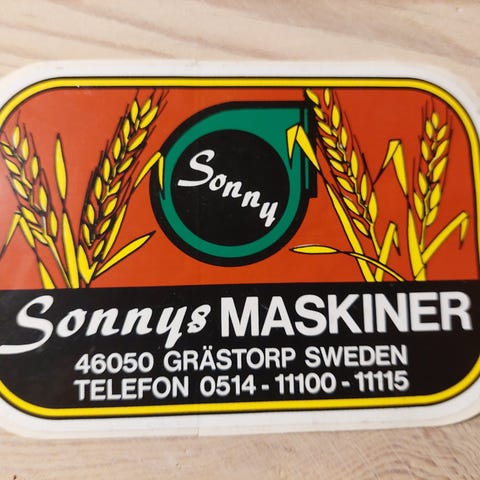 Sonny
Sonnys MASKINER
46050 GRÄSTORP SWEDEN
TELEFON 0514 - 11100 - 11115